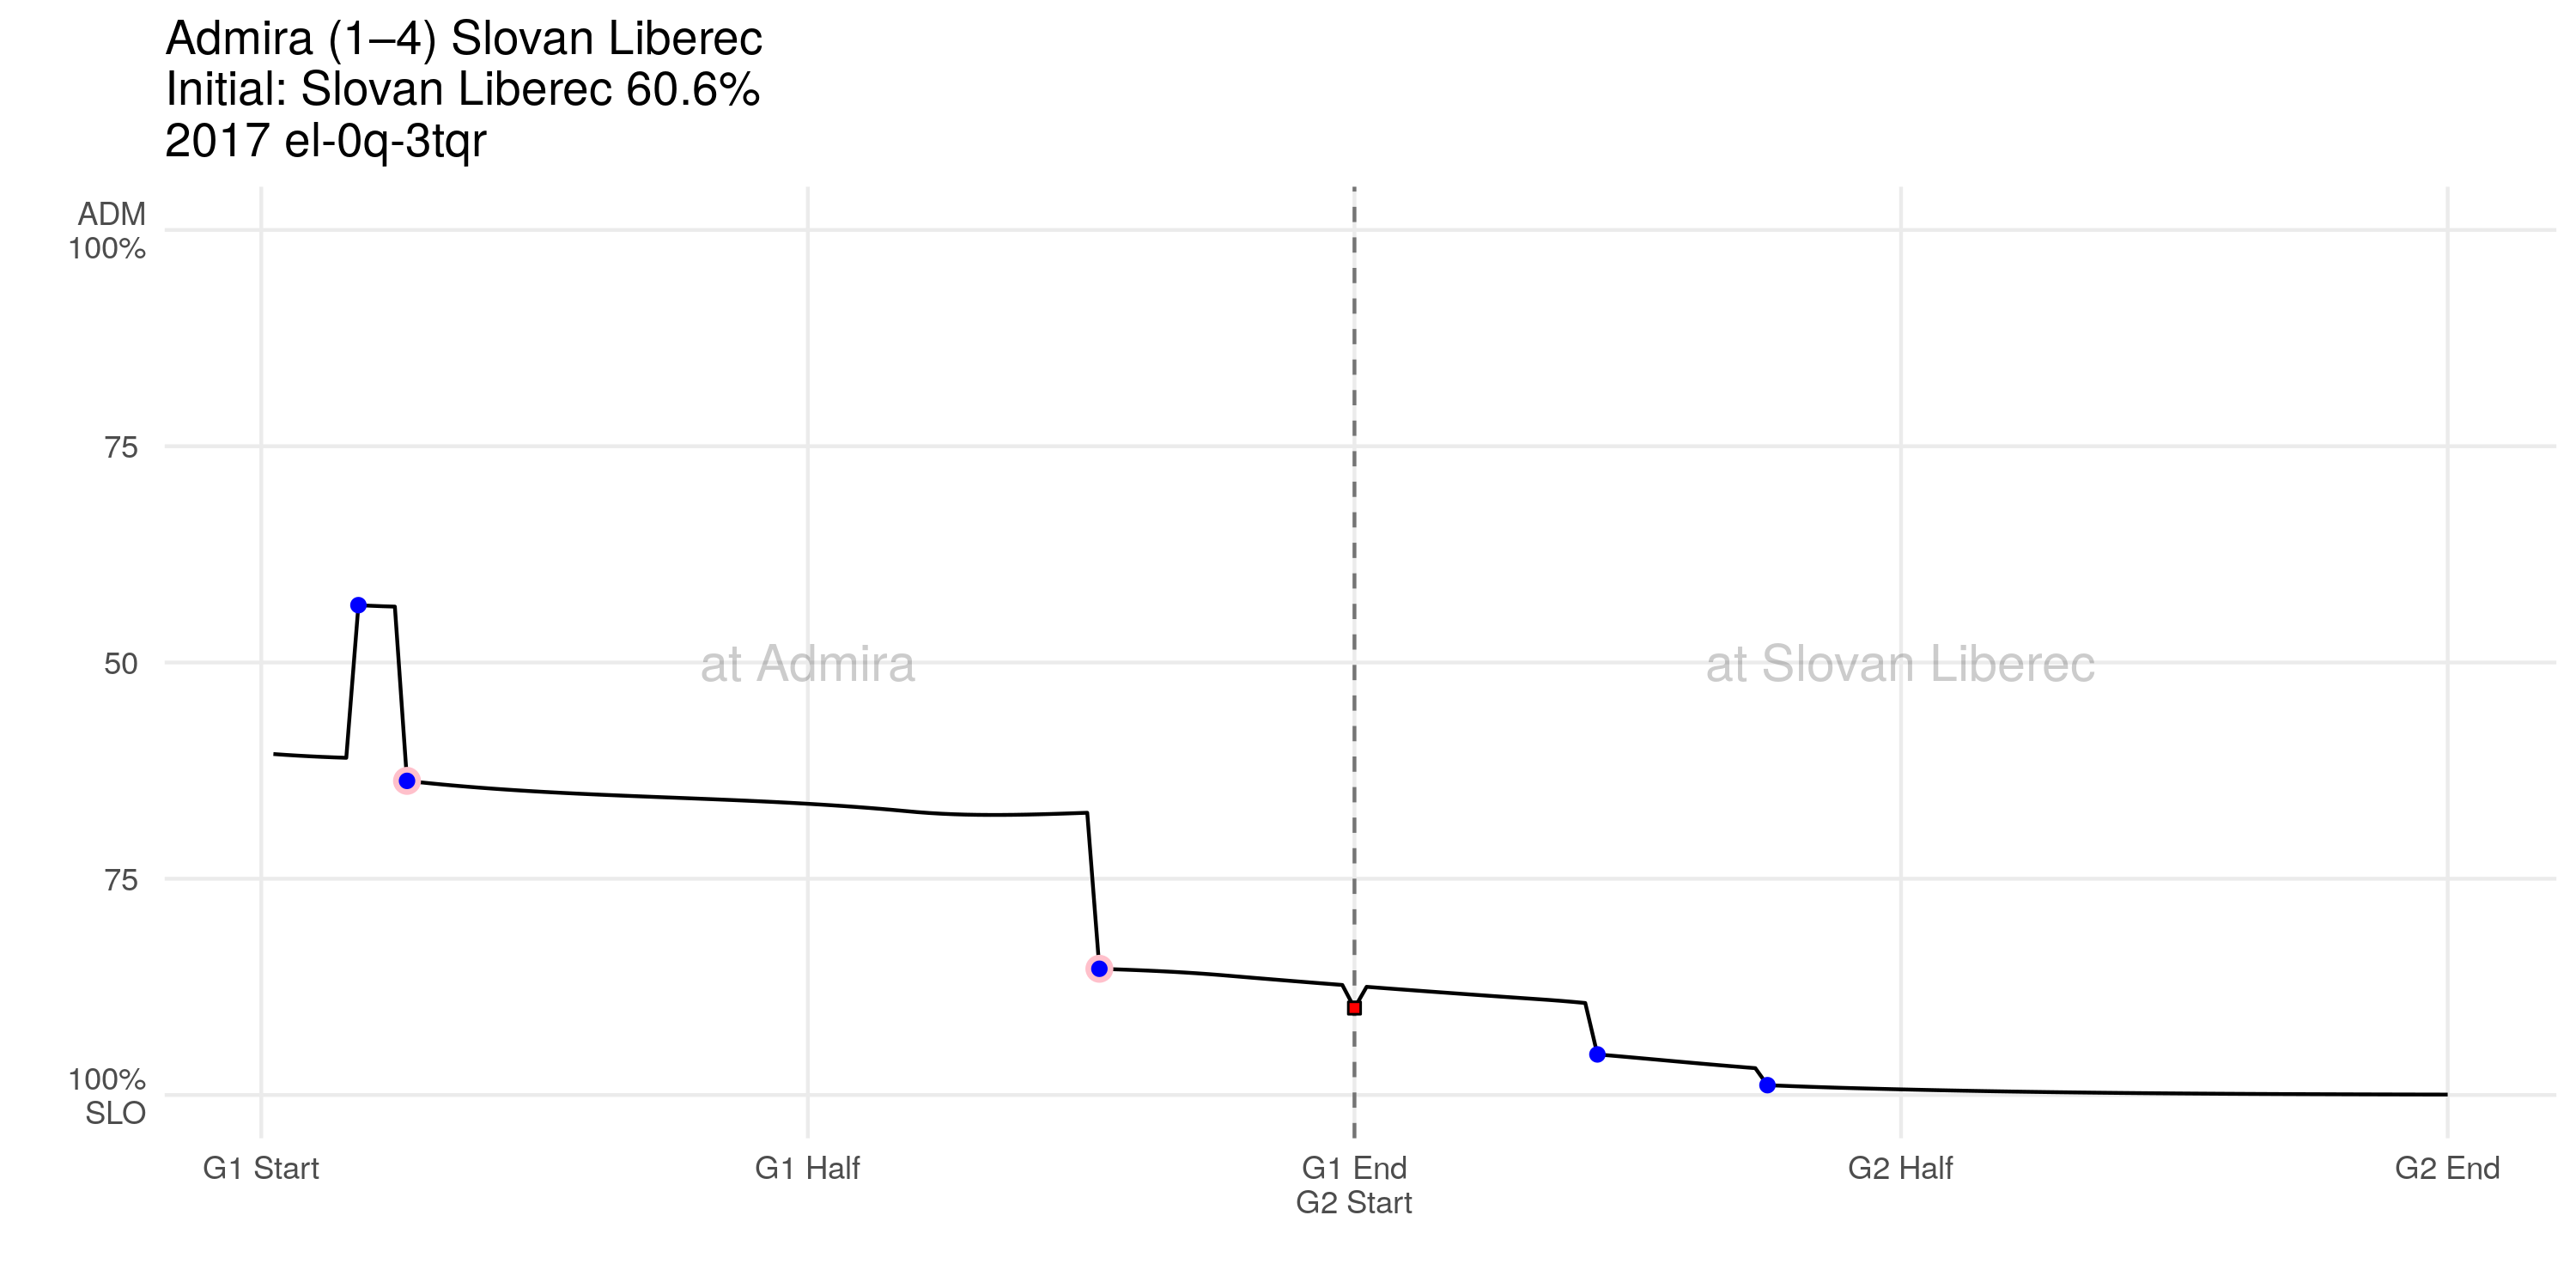 Admira (1–4) Slovan Liberec
Initial: Slovan Liberec 60.6%
2017 el-0q-3tqr
ADM
100%
75
50
75
100%
SLO
at Admira
at Slovan Liberec
G1 Start
G1 Half
G1 End
G2 Start
G2 Half
G2 End